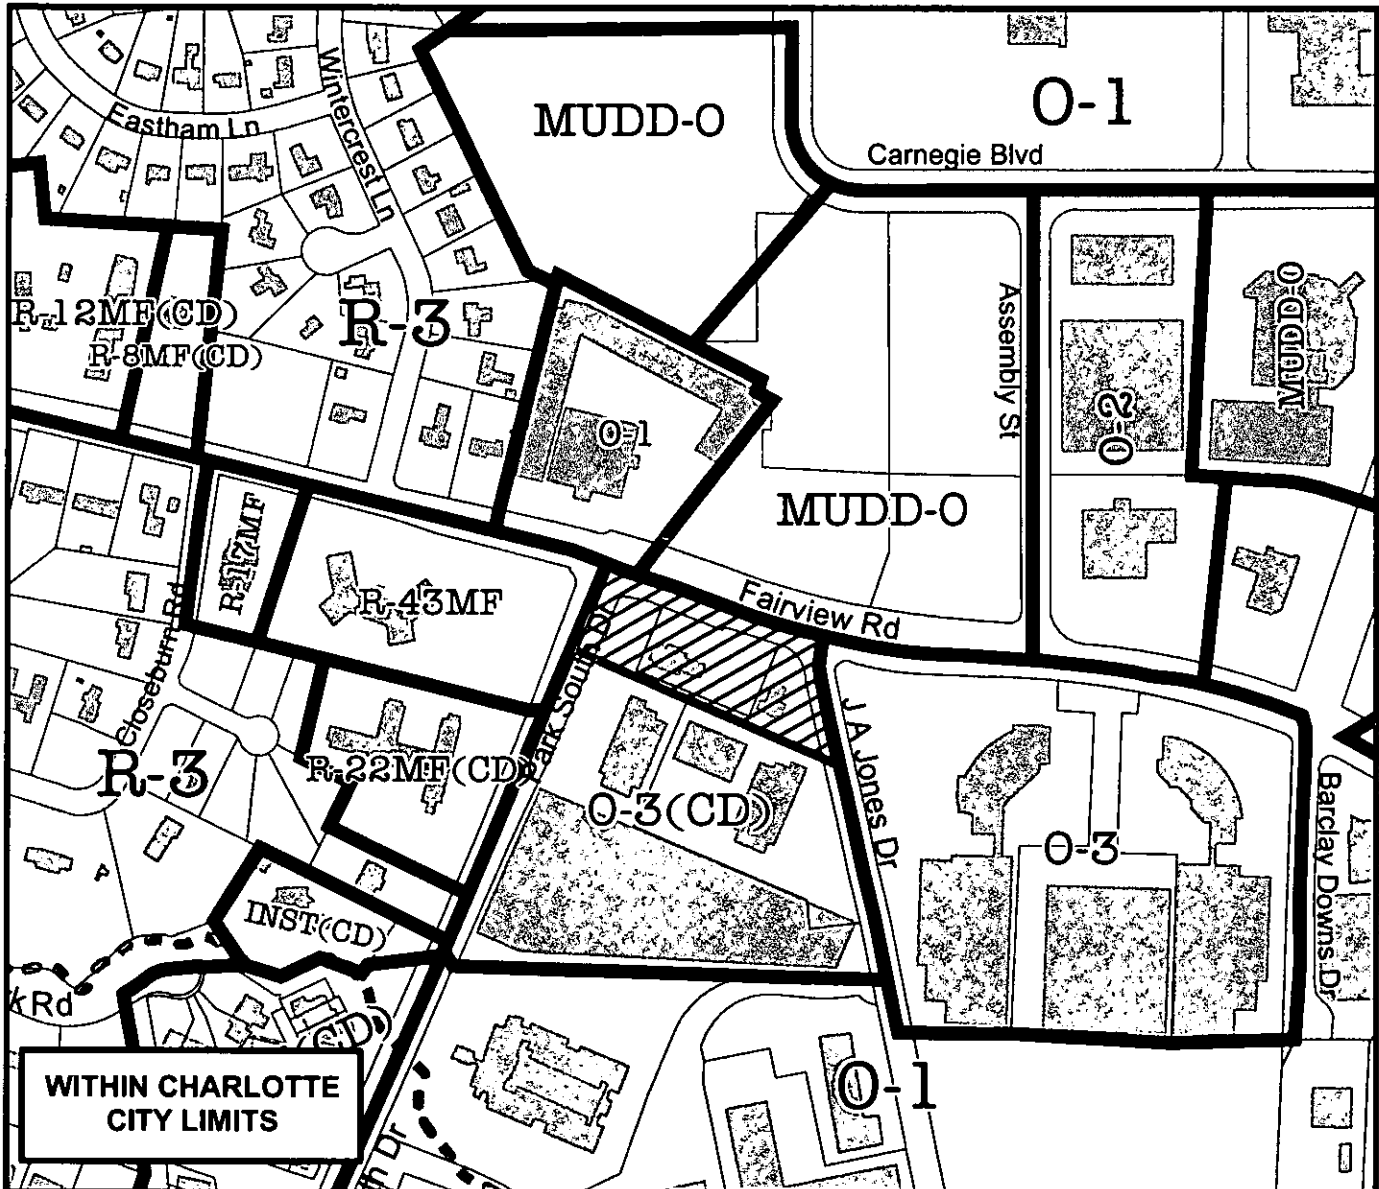 MUDD-O
O-1
Eastham Ln
Wintercrest Ln
Carnegie Blvd
R-12MF(CD)
R-8MF(CD)
R-3
O-1
Assembly St
O-2
MUDD-O
MUDD-O
R-17MF
R-43MF
Fairview Rd
Closeburn Rd
Park South Dr
J A Jones Dr
R-3
R-22MF(CD)
O-3(CD)
O-3
Barclay Downs Dr
INST(CD)
k Rd
(CD)
O-1
WITHIN CHARLOTTE
CITY LIMITS
th Dr